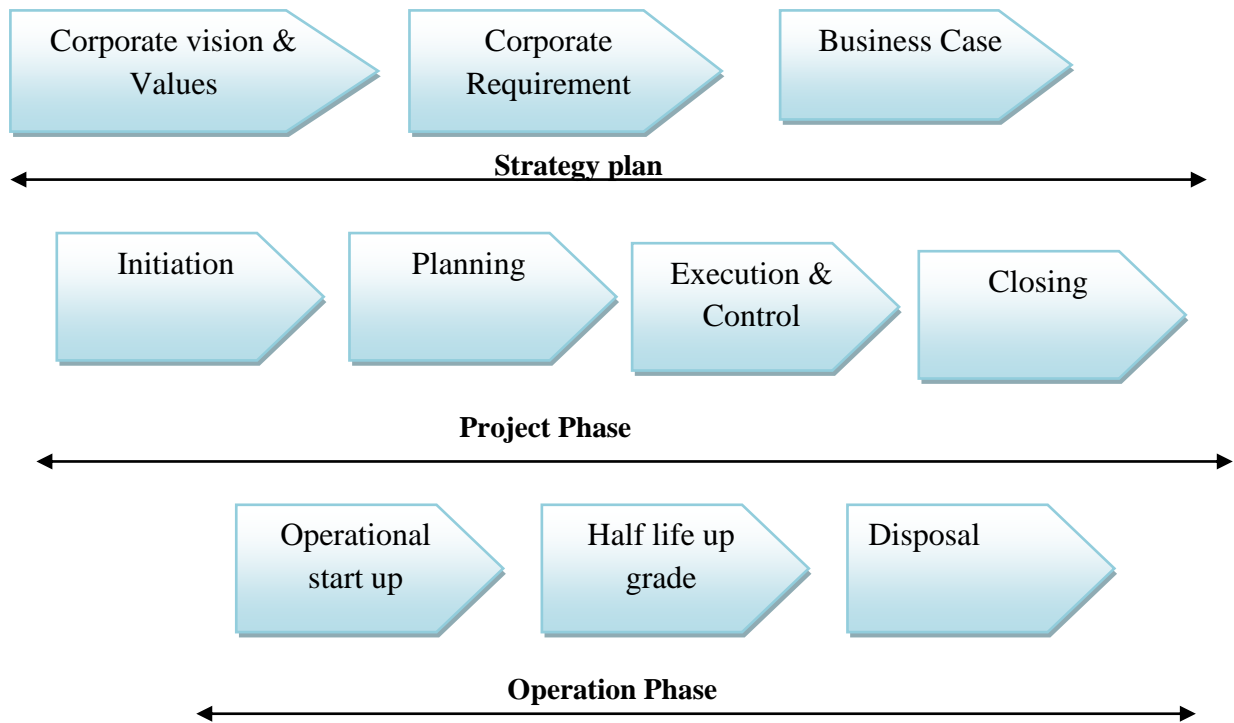 Corporate vision &
Values
Corporate
Requirement
Business Case
Strategy plan
Initiation
Planning
Execution &
Control
Closing
Project Phase
Operational
start up
Half life up
grade
Disposal
Operation Phase